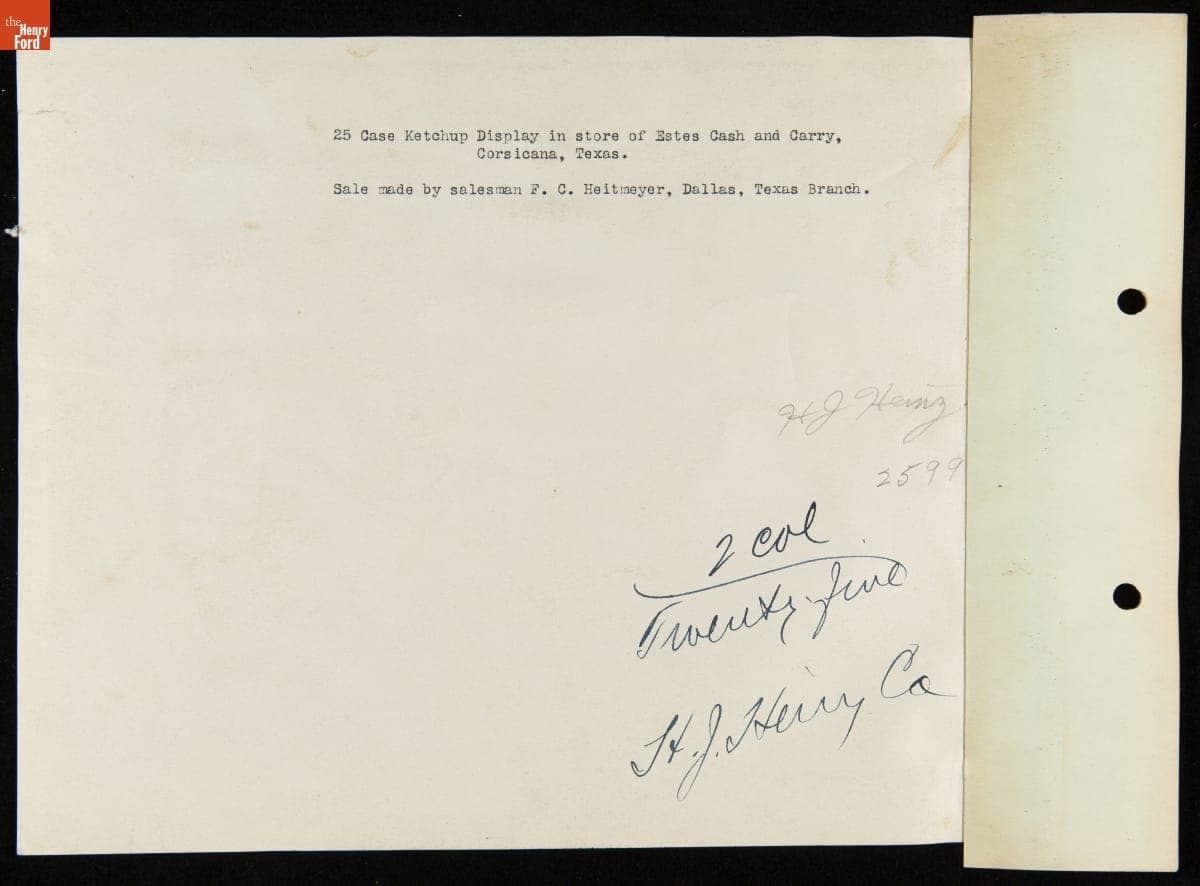 the
Henry
Ford
25 Case Ketchup Display in store of Estes Cash and Carry,
Corsicana, Texas.
Sale made by salesman F. C. Heitmeyer, Dallas, Texas Branch.
H J Heinz
2599
2 col
Twenty-five
H. J. Heinz Co